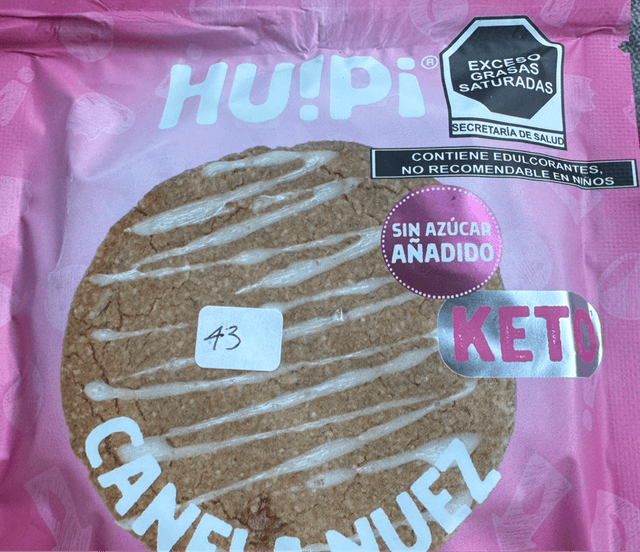 HU!Pi®
EXCESO
GRASAS
SATURADAS
SECRETARÍA DE SALUD
CONTIENE EDULCORANTES,
NO RECOMENDABLE EN NIÑOS
SIN AZÚCAR
AÑADIDO
KETO
43
NUEZ